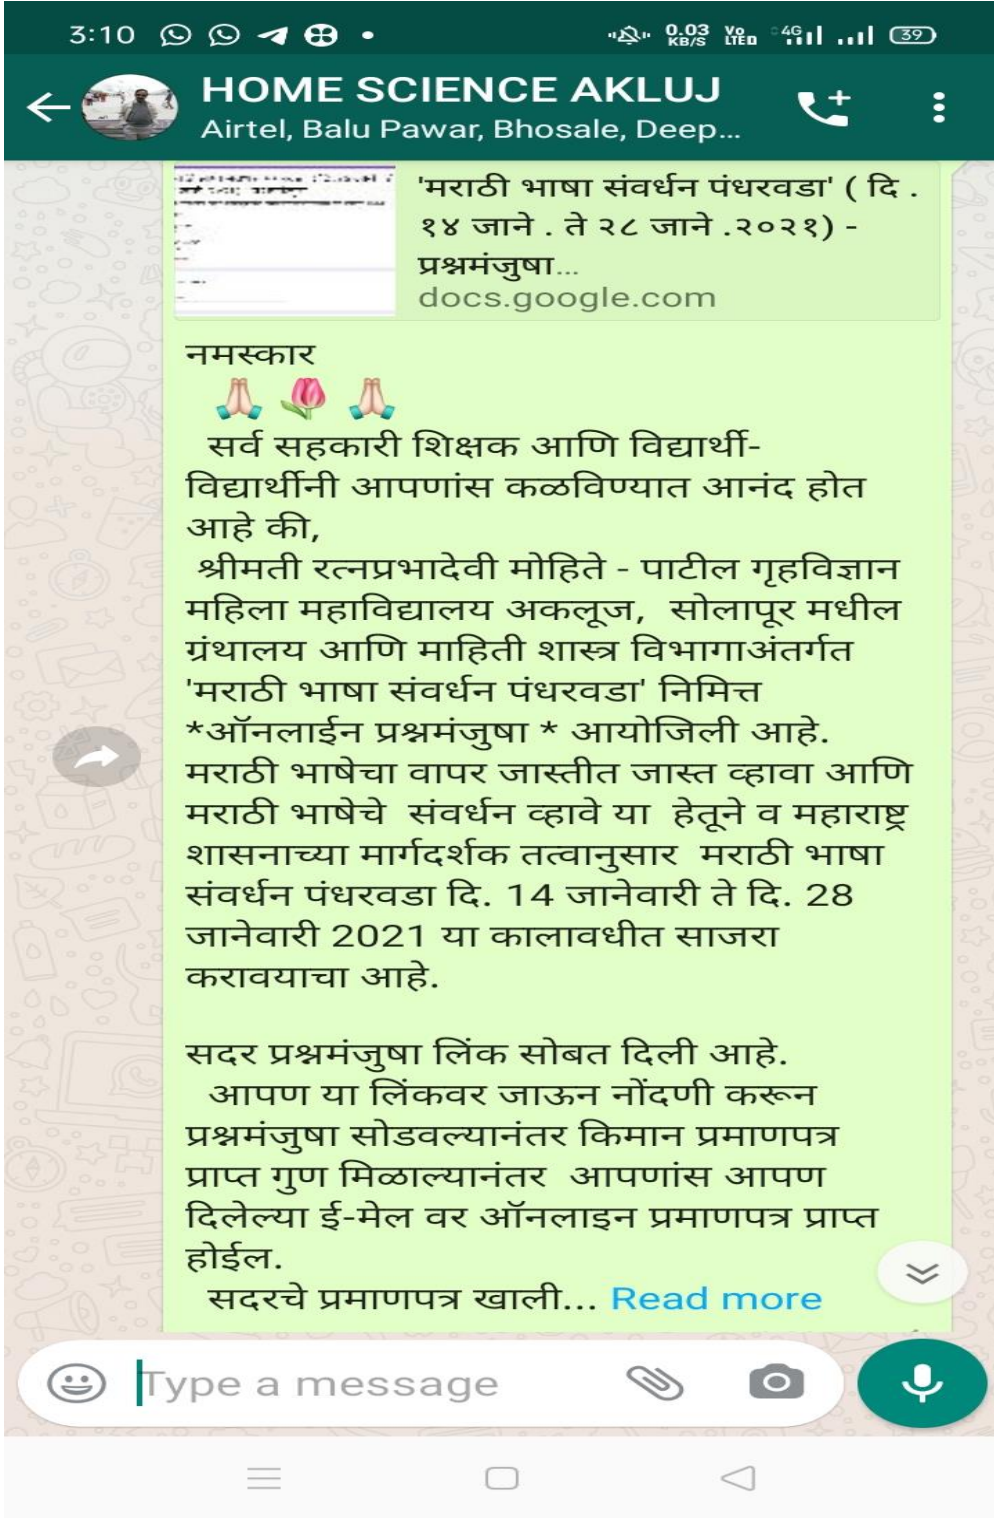 3:10 0.03 KB/S Vo LTED 4G 39
HOME SCIENCE AKLUJ
Airtel, Balu Pawar, Bhosale, Deep...
'मराठी भाषा संवर्धन पंधरवडा' ( दि .
१४ जाने . ते २८ जाने .२०२१) -
प्रश्नमंजुषा...
docs.google.com
नमस्कार
🙏🏻🌷🙏🏻
सर्व सहकारी शिक्षक आणि विद्यार्थी-
विद्यार्थीनी आपणांस कळविण्यात आनंद होत
आहे की,
श्रीमती रत्नप्रभादेवी मोहिते - पाटील गृहविज्ञान
महिला महाविद्यालय अकलूज, सोलापूर मधील
ग्रंथालय आणि माहिती शास्त्र विभागाअंतर्गत
'मराठी भाषा संवर्धन पंधरवडा' निमित्त
*ऑनलाईन प्रश्नमंजुषा * आयोजिली आहे.
मराठी भाषेचा वापर जास्तीत जास्त व्हावा आणि
मराठी भाषेचे संवर्धन व्हावे या हेतूने व महाराष्ट्र
शासनाच्या मार्गदर्शक तत्वानुसार मराठी भाषा
संवर्धन पंधरवडा दि. 14 जानेवारी ते दि. 28
जानेवारी 2021 या कालावधीत साजरा
करावयाचा आहे.
सदर प्रश्नमंजुषा लिंक सोबत दिली आहे.
आपण या लिंकवर जाऊन नोंदणी करून
प्रश्नमंजुषा सोडवल्यानंतर किमान प्रमाणपत्र
प्राप्त गुण मिळाल्यानंतर आपणांस आपण
दिलेल्या ई-मेल वर ऑनलाइन प्रमाणपत्र प्राप्त
होईल.
सदरचे प्रमाणपत्र खाली... Read more
Type a message